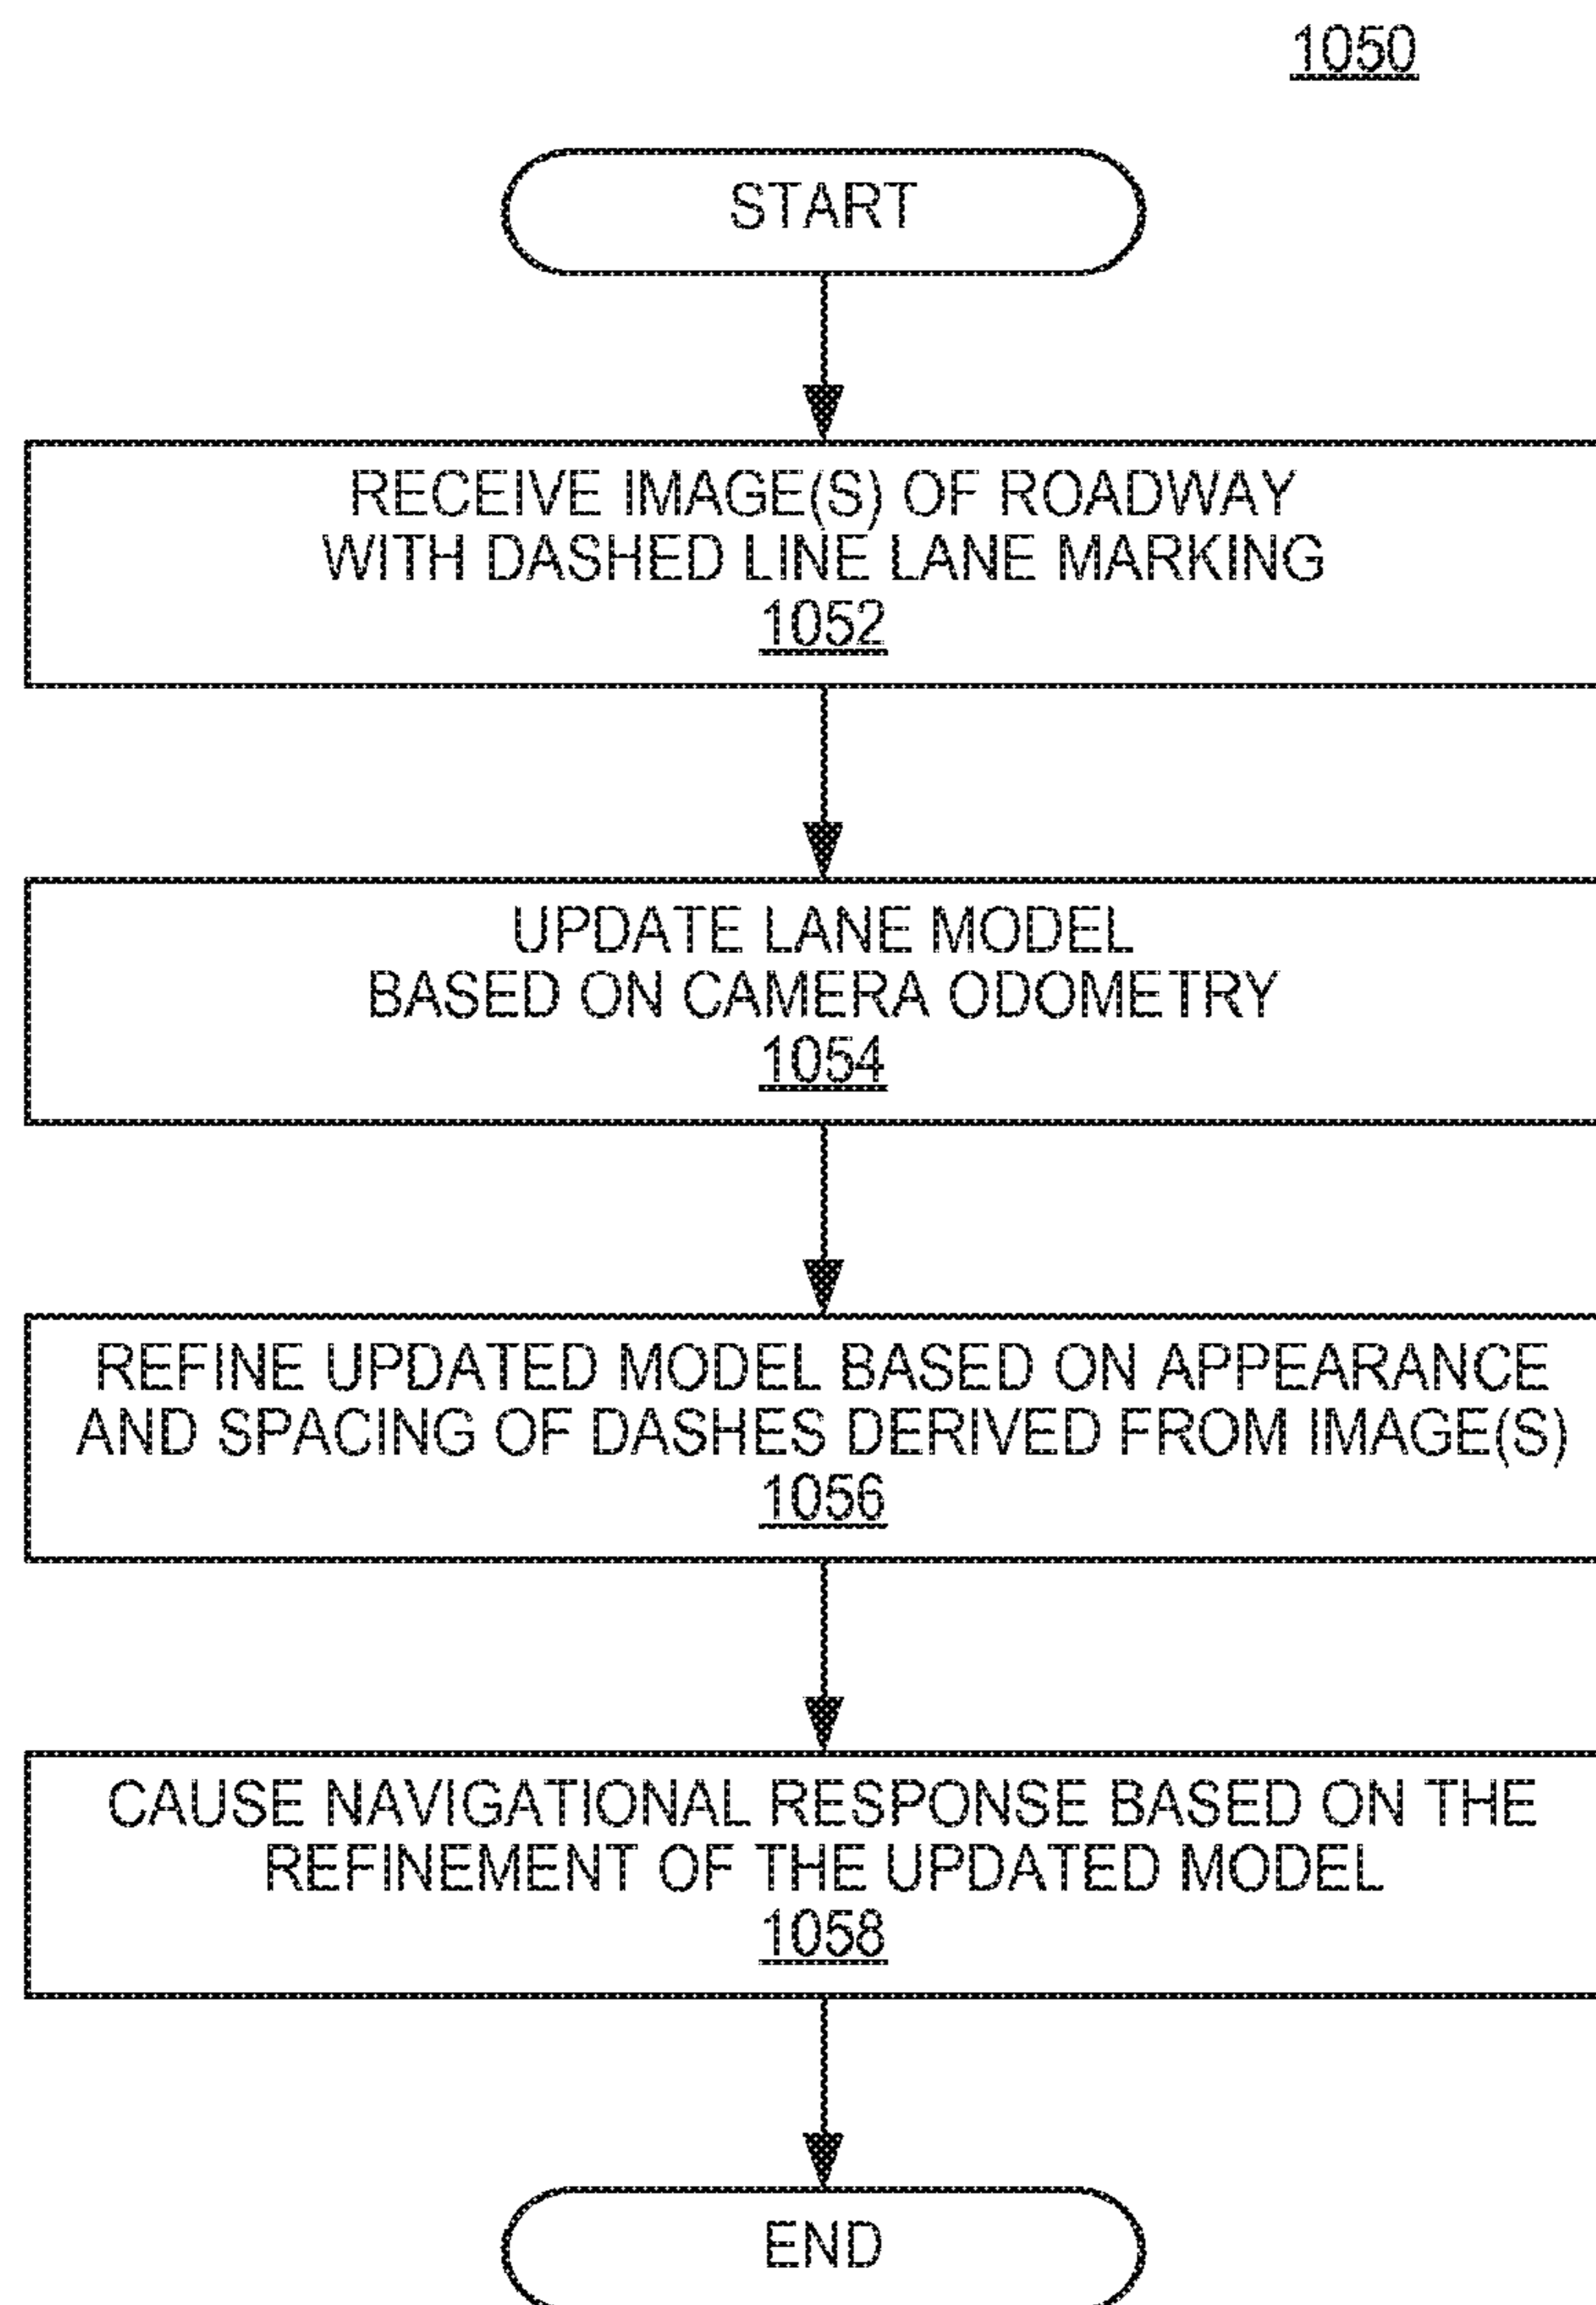 1050
START
RECEIVE IMAGE(S) OF ROADWAY
WITH DASHED LINE LANE MARKING
1052
UPDATE LANE MODEL
BASED ON CAMERA ODOMETRY
1054
REFINE UPDATED MODEL BASED ON APPEARANCE
AND SPACING OF DASHES DERIVED FROM IMAGE(S)
1056
CAUSE NAVIGATIONAL RESPONSE BASED ON THE
REFINEMENT OF THE UPDATED MODEL
1058
END